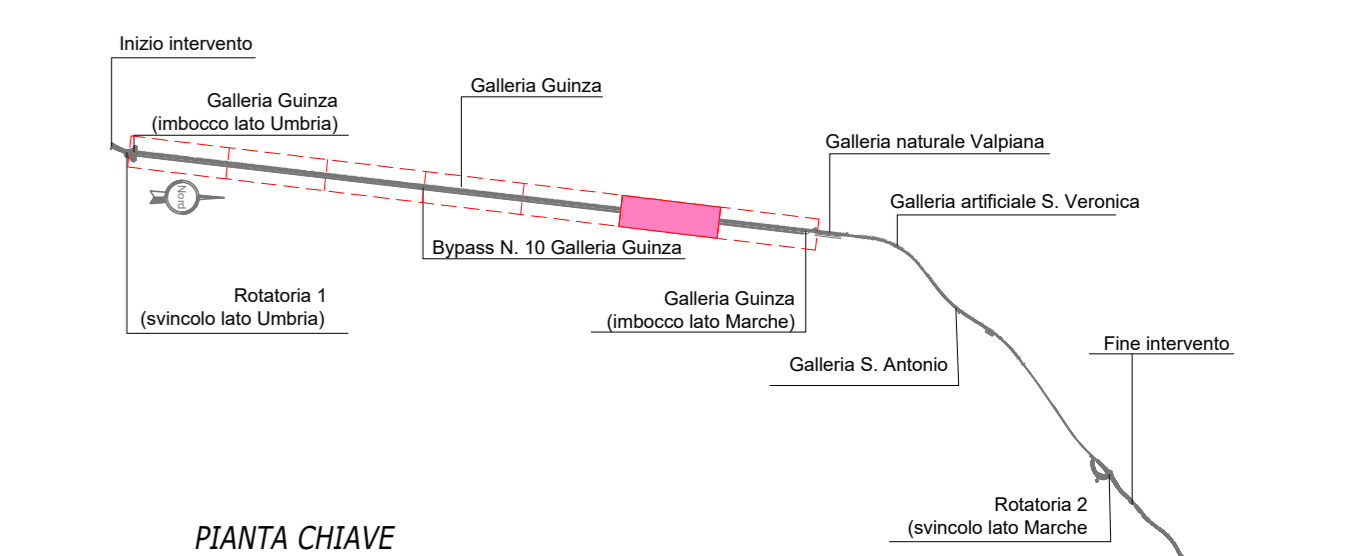 Inizio intervento
Galleria Guinza
Galleria Guinza
(imbocco lato Umbria)
Galleria naturale Valpiana
Galleria artificiale S. Veronica
Nord
Bypass N. 10 Galleria Guinza
Rotatoria 1
(svincolo lato Umbria)
Galleria Guinza
(imbocco lato Marche)
Fine intervento
Galleria S. Antonio
Rotatoria 2
(svincolo lato Marche
PIANTA CHIAVE